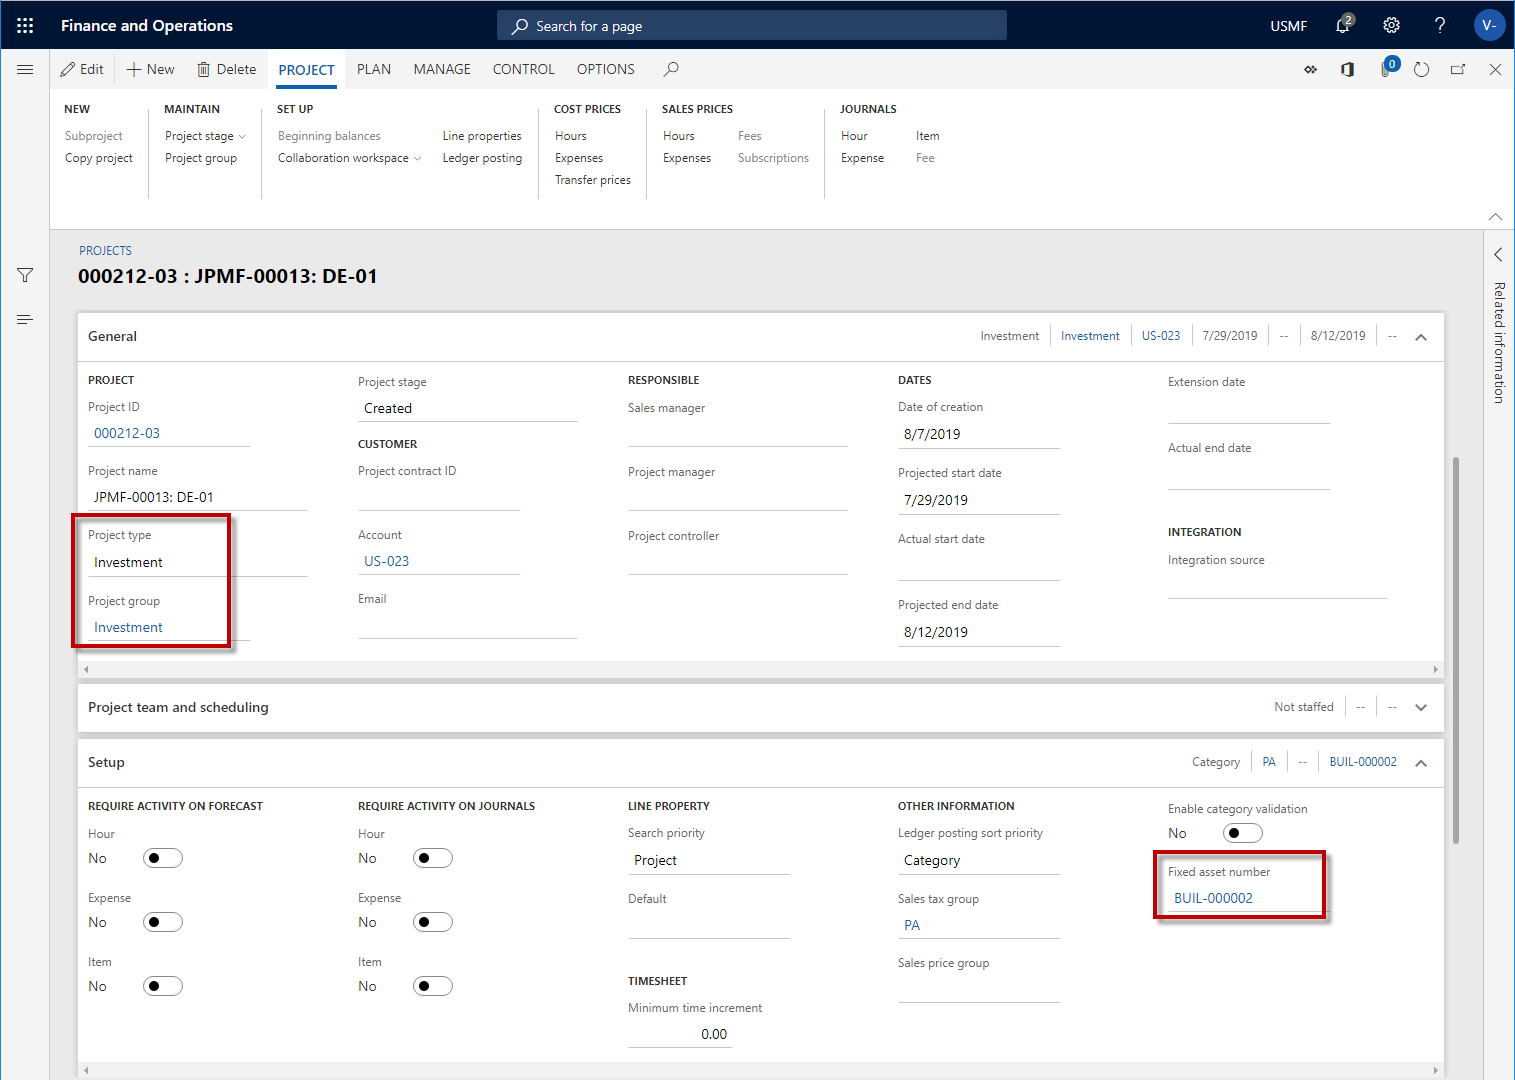 Finance and Operations
Search for a page
USMF
2
?
V-
Edit
New
Delete
PROJECT
PLAN
MANAGE
CONTROL
OPTIONS
0
NEW
Subproject
Copy project
MAINTAIN
Project stage
Project group
SET UP
Beginning balances
Collaboration workspace
Line properties
Ledger posting
COST PRICES
Hours
Expenses
Transfer prices
SALES PRICES
Hours
Expenses
Fees
Subscriptions
JOURNALS
Hour
Expense
Item
Fee
PROJECTS
000212-03 : JPMF-00013: DE-01
Related information
General
Investment
Investment
US-023
7/29/2019
--
8/12/2019
--
PROJECT
Project ID
000212-03
Project name
JPMF-00013: DE-01
Project type
Investment
Project group
Investment
Project stage
Created
CUSTOMER
Project contract ID
Account
US-023
Email
RESPONSIBLE
Sales manager
Project manager
Project controller
DATES
Date of creation
8/7/2019
Projected start date
7/29/2019
Actual start date
Projected end date
8/12/2019
Extension date
Actual end date
INTEGRATION
Integration source
Project team and scheduling
Not staffed
--
--
Setup
Category
PA
--
BUIL-000002
REQUIRE ACTIVITY ON FORECAST
Hour
No
Expense
No
Item
No
REQUIRE ACTIVITY ON JOURNALS
Hour
No
Expense
No
Item
No
LINE PROPERTY
Search priority
Project
Default
TIMESHEET
Minimum time increment
0.00
OTHER INFORMATION
Ledger posting sort priority
Category
Sales tax group
PA
Sales price group
Enable category validation
No
Fixed asset number
BUIL-000002